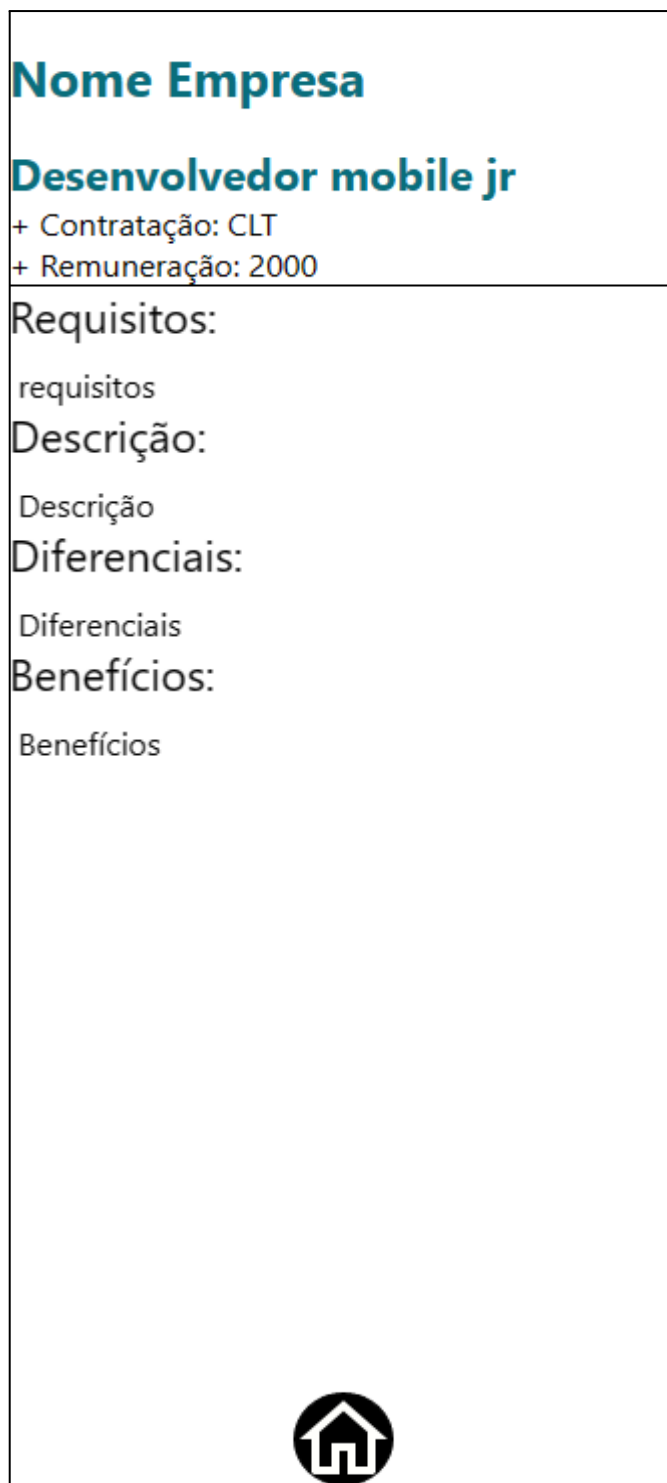 Nome Empresa
Desenvolvedor mobile jr
+ Contratação: CLT
+ Remuneração: 2000
Requisitos:
requisitos
Descrição:
Descrição
Diferenciais:
Diferenciais
Benefícios:
Benefícios